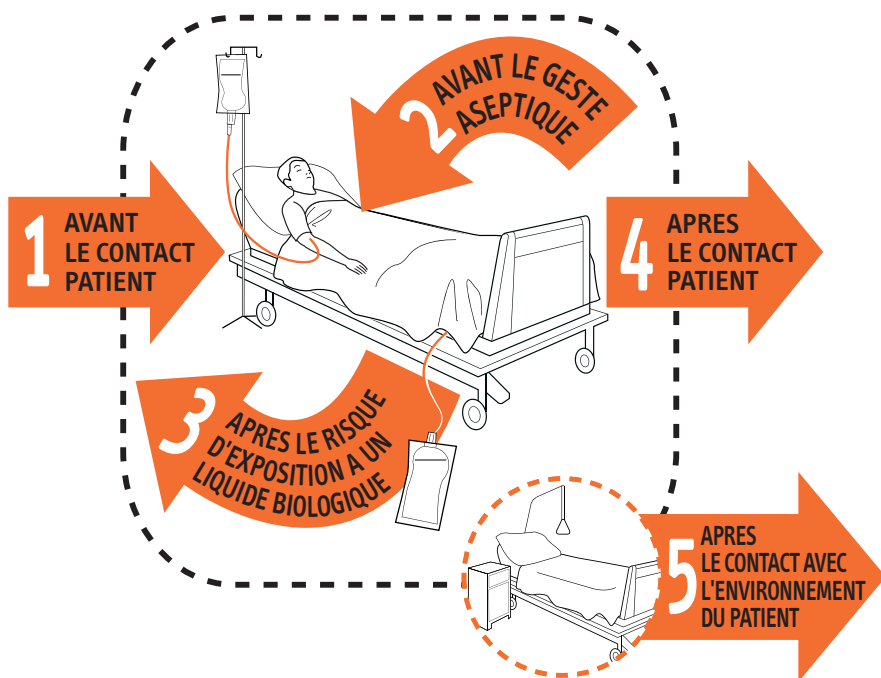 1
AVANT
LE CONTACT
PATIENT
2
AVANT LE GESTE
ASEPTIQUE
3
APRES LE RISQUE
D'EXPOSITION A UN
LIQUIDE BIOLOGIQUE
4
APRES
LE CONTACT
PATIENT
5
APRES
LE CONTACT AVEC
L'ENVIRONNEMENT
DU PATIENT